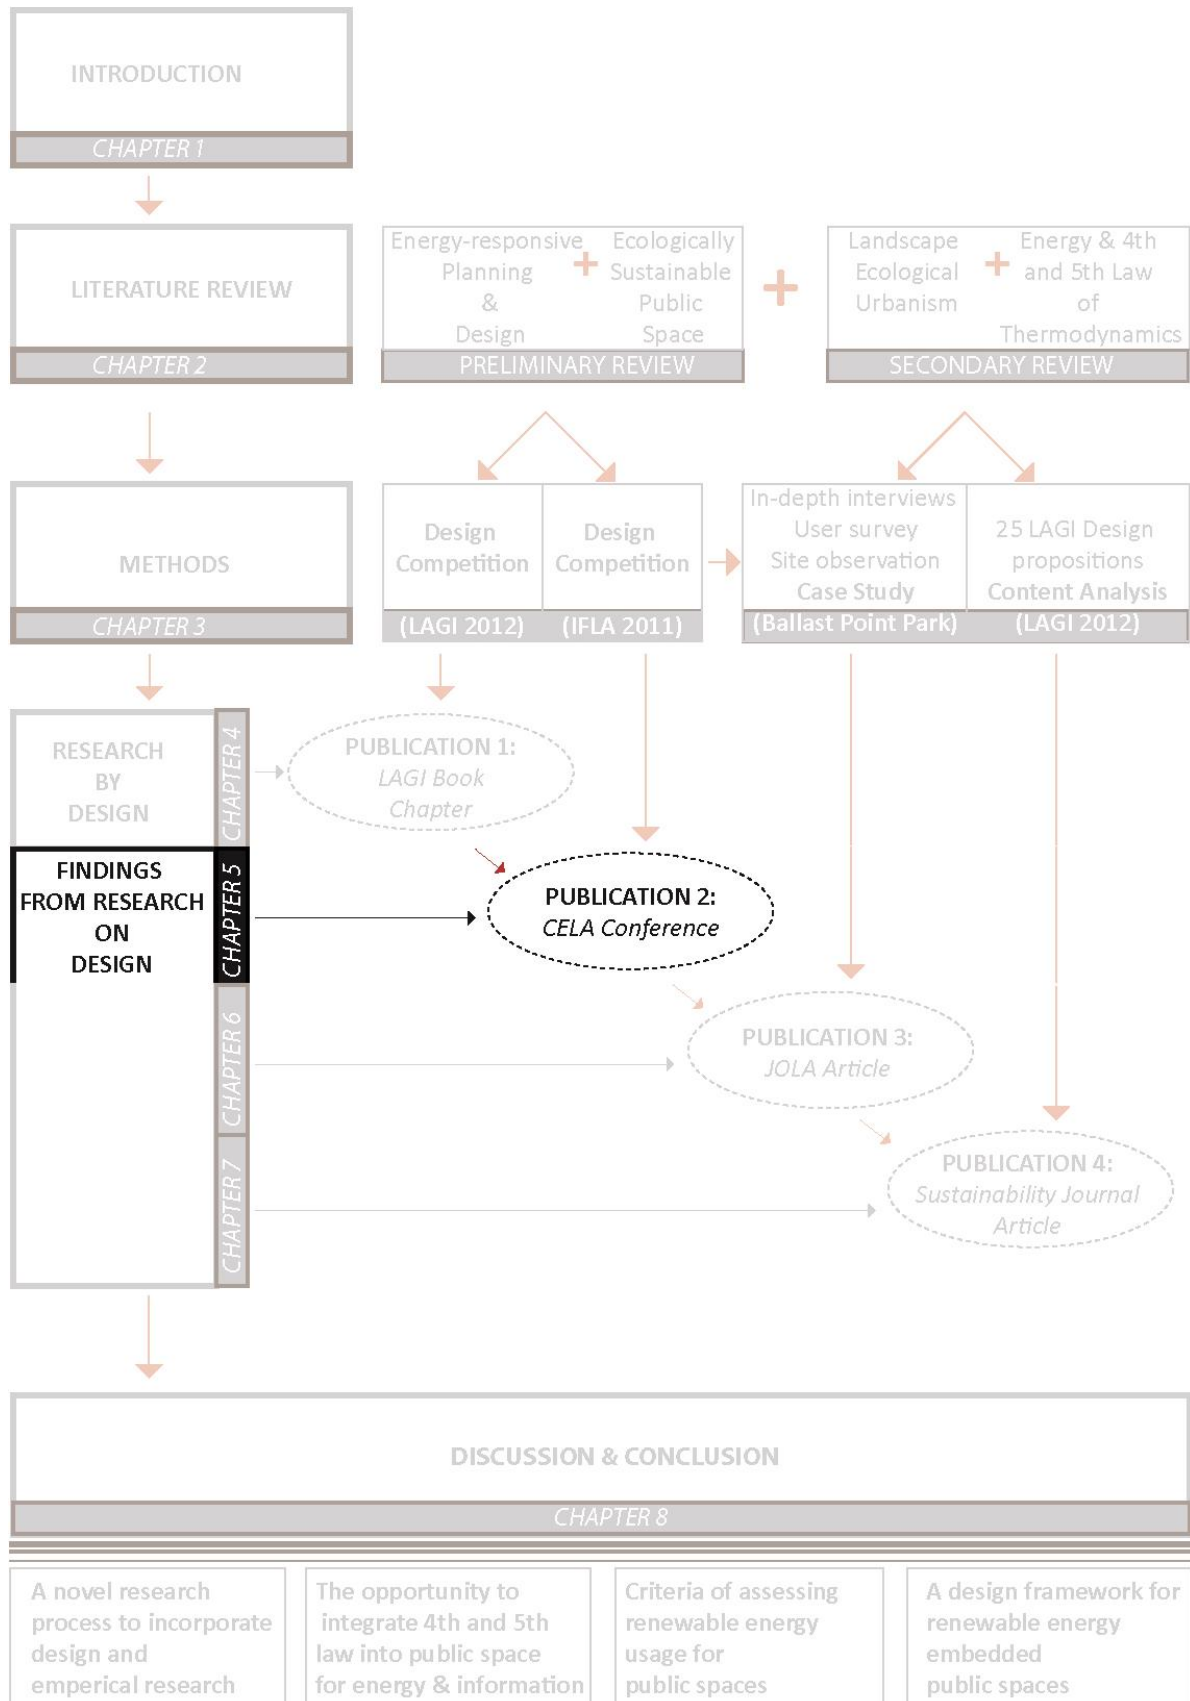 INTRODUCTION
CHAPTER 1
LITERATURE REVIEW
CHAPTER 2
Energy-responsive
Planning
&
Design
+
Ecologically
Sustainable
Public
Space
PRELIMINARY REVIEW
+
Landscape
Ecological
Urbanism
+
Energy & 4th
and 5th Law
of
Thermodynamics
SECONDARY REVIEW
METHODS
CHAPTER 3
Design
Competition
(LAGI 2012)
Design
Competition
(IFLA 2011)
In-depth interviews
User survey
Site observation
Case Study
(Ballast Point Park)
25 LAGI Design
propositions
Content Analysis
(LAGI 2012)
RESEARCH
BY
DESIGN
CHAPTER 4
PUBLICATION 1:
LAGI Book
Chapter
FINDINGS
FROM RESEARCH
ON
DESIGN
CHAPTER 5
PUBLICATION 2:
CELA Conference
CHAPTER 6
PUBLICATION 3:
JOLA Article
CHAPTER 7
PUBLICATION 4:
Sustainability Journal
Article
DISCUSSION & CONCLUSION
CHAPTER 8
A novel research
process to incorporate
design and
emperical research
The opportunity to
integrate 4th and 5th
law into public space
for energy & information
Criteria of assessing
renewable energy
usage for
public spaces
A design framework for
renewable energy
embedded
public spaces